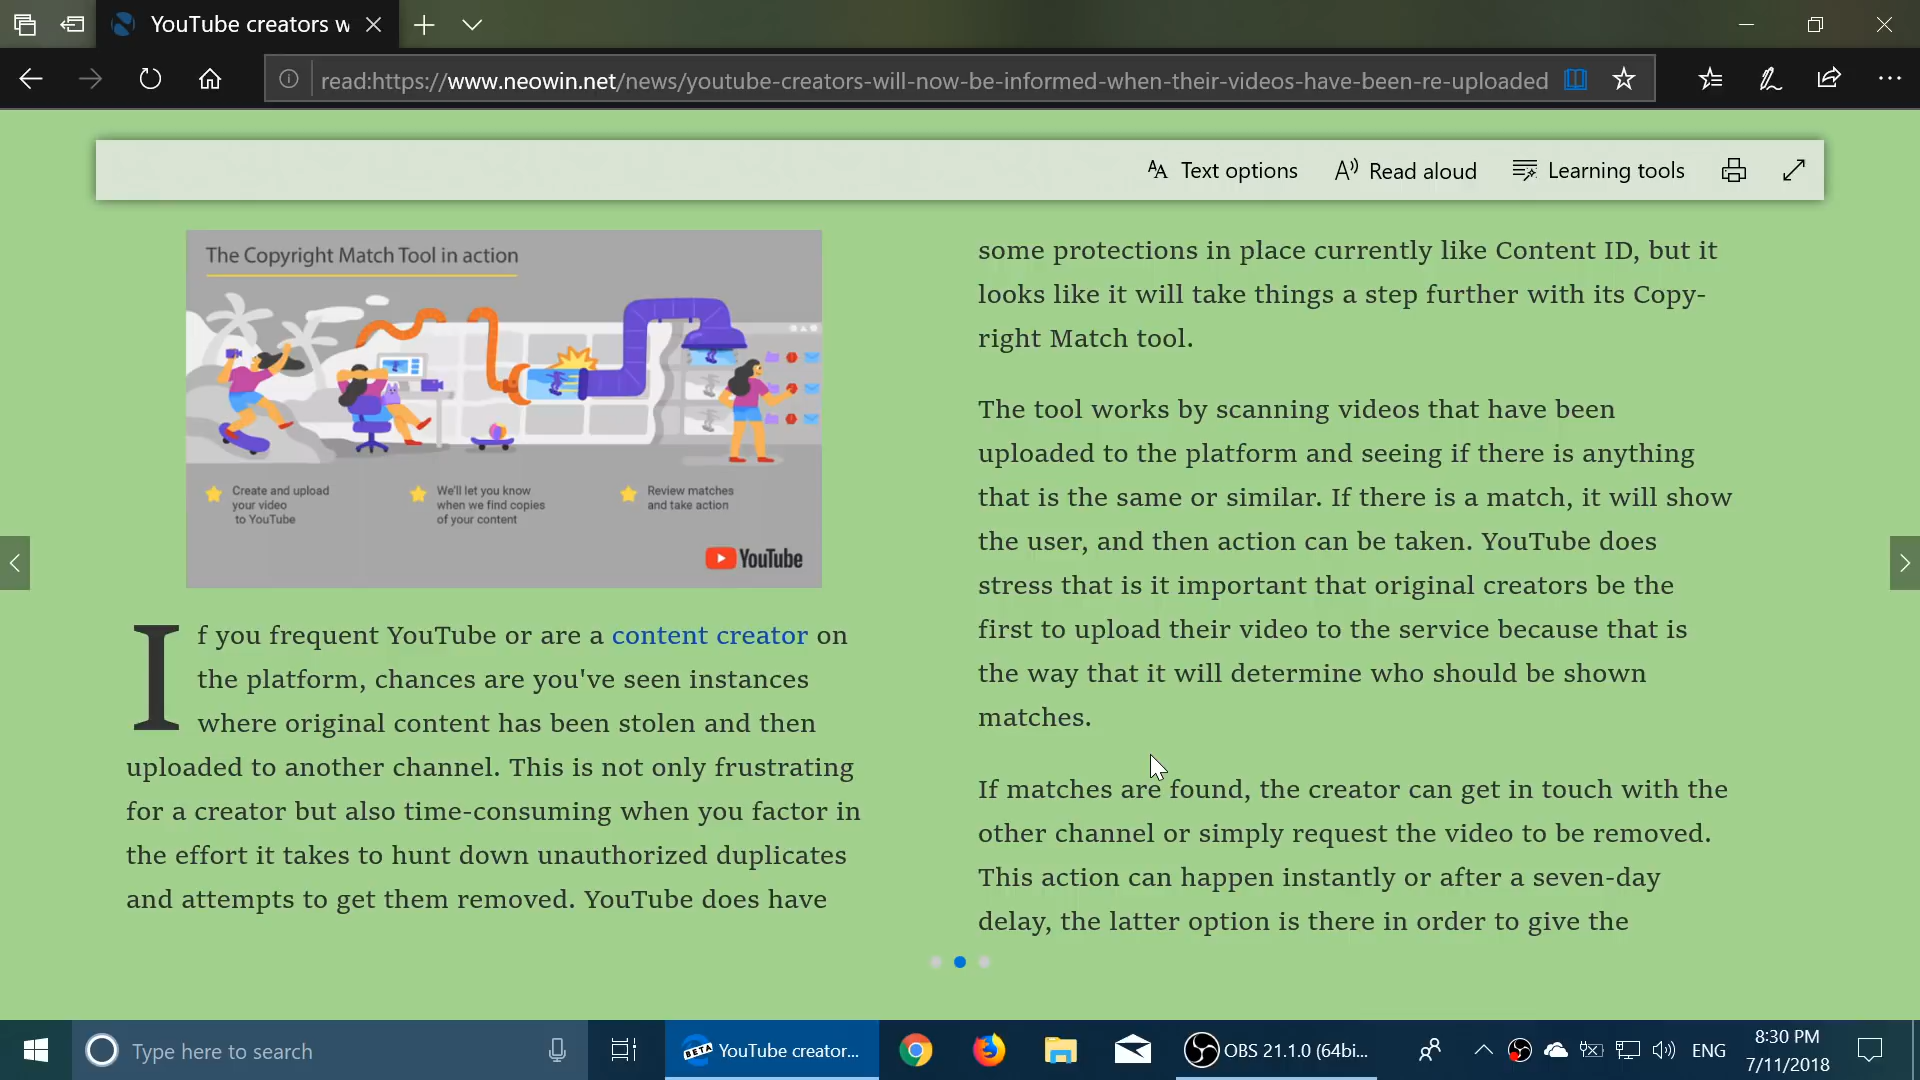 YouTube creators w
read:https://www.neowin.net/news/youtube-creators-will-now-be-informed-when-their-videos-have-been-re-uploaded
Text options
Read aloud
Learning tools
The Copyright Match Tool in action
Create and upload
your video
to YouTube
We'll let you know
when we find copies
of your content
Review matches
and take action
YouTube
If you frequent YouTube or are a content creator on
the platform, chances are you've seen instances
where original content has been stolen and then
uploaded to another channel. This is not only frustrating
for a creator but also time-consuming when you factor in
the effort it takes to hunt down unauthorized duplicates
and attempts to get them removed. YouTube does have
some protections in place currently like Content ID, but it
looks like it will take things a step further with its Copy-
right Match tool.
The tool works by scanning videos that have been
uploaded to the platform and seeing if there is anything
that is the same or similar. If there is a match, it will show
the user, and then action can be taken. YouTube does
stress that is it important that original creators be the
first to upload their video to the service because that is
the way that it will determine who should be shown
matches.
If matches are found, the creator can get in touch with the
other channel or simply request the video to be removed.
This action can happen instantly or after a seven-day
delay, the latter option is there in order to give the
Type here to search
BETA
YouTube creator...
OBS 21.1.0 (64bi...
ENG
8:30 PM
7/11/2018